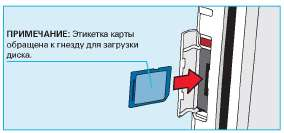 ПРИМЕЧАНИЕ: Этикетка карты
обращена к гнезду для загрузки
диска.